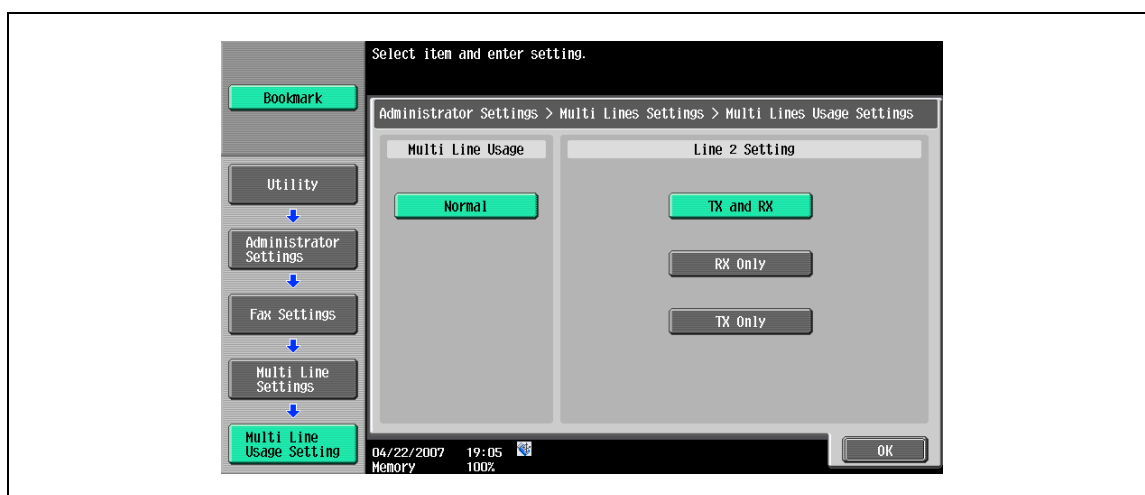 Select item and enter setting.
Bookmark
Administrator Settings > Multi Lines Settings > Multi Lines Usage Settings
Multi Line Usage
Line 2 Setting
Utility
Normal
TX and RX
Administrator
Settings
RX Only
Fax Settings
TX Only
Multi Line
Settings
Multi Line
Usage Setting
04/22/2007 19:05
Memory 100%
OK